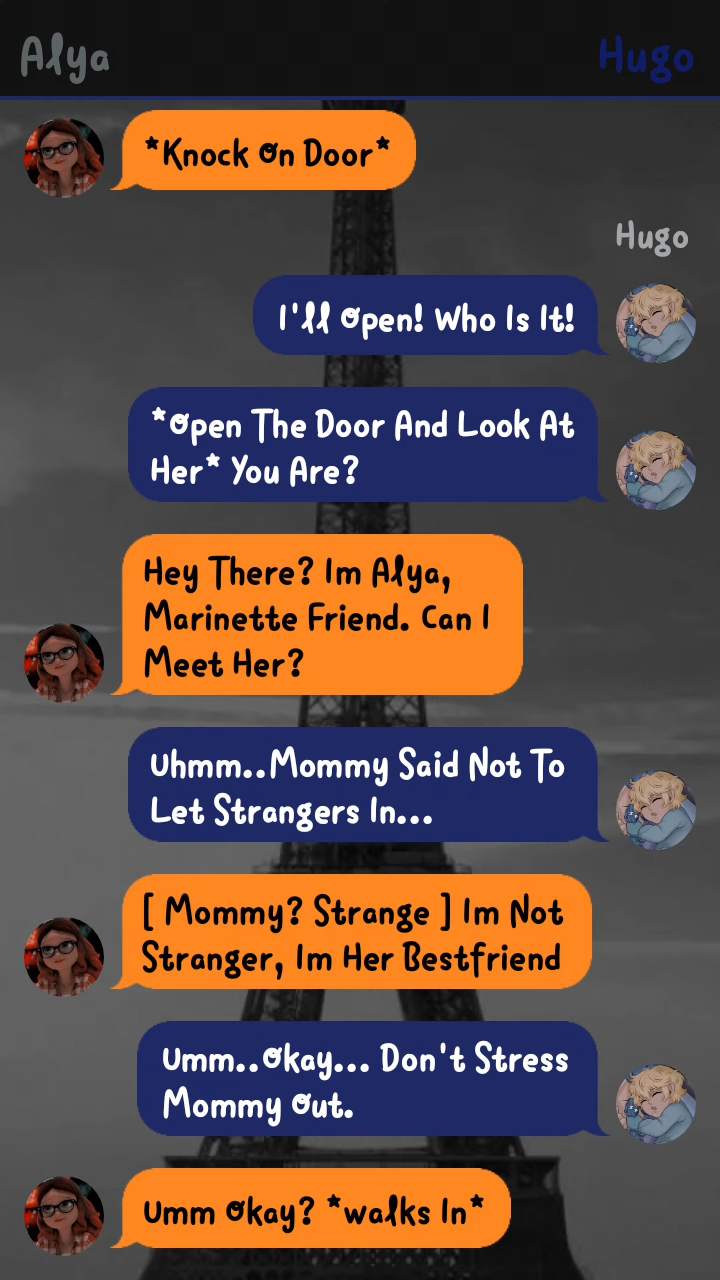 Alya
Hugo
*Knock On Door*
Hugo
I'll Open! Who Is It!
*Open The Door And Look At
Her* You Are?
Hey There? Im Alya,
Marinette Friend. Can I
Meet Her?
Uhmm..Mommy Said Not To
Let Strangers In...
[ Mommy? Strange ] Im Not
Stranger, Im Her Bestfriend
Umm..Okay... Don't Stress
Mommy Out.
Umm Okay? *walks In*